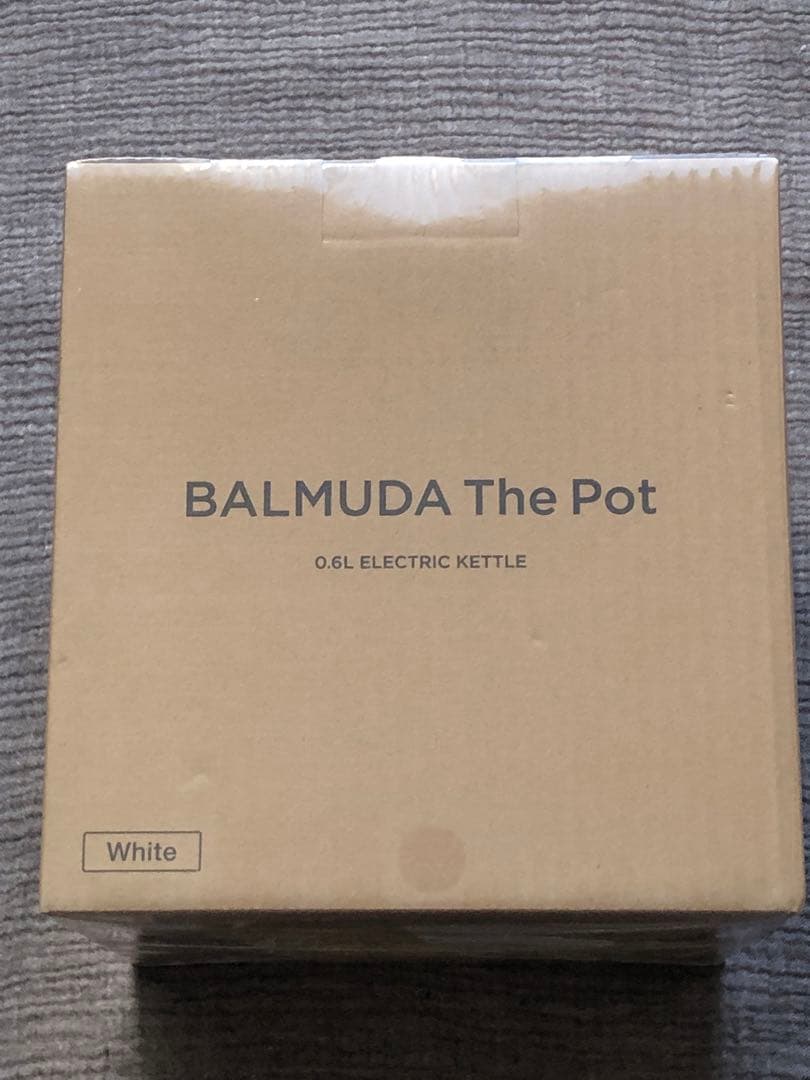 BALMUDA The Pot
0.6L ELECTRIC KETTLE
White